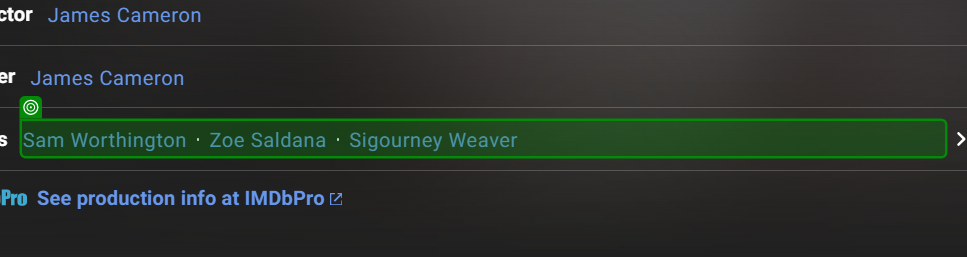 ctor James Cameron
er James Cameron
s Sam Worthington · Zoe Saldana · Sigourney Weaver
Pro See production info at IMDbPro